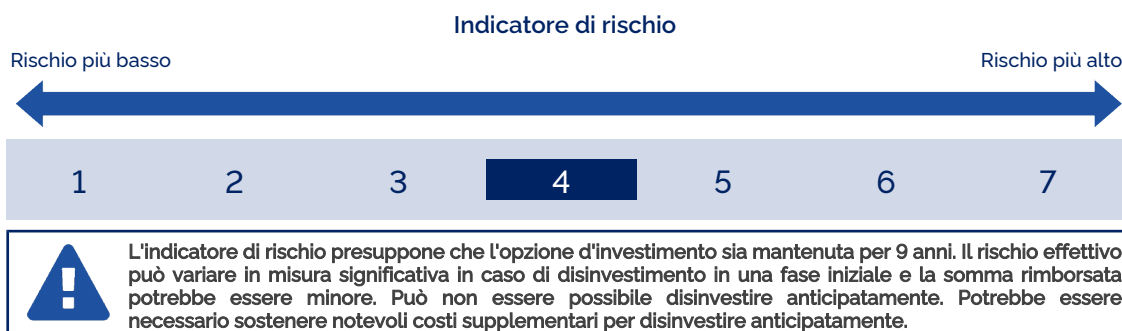 Indicatore di rischio
Rischio più basso Rischio più alto
1 2 3 4 5 6 7
L'indicatore di rischio presuppone che l'opzione d'investimento sia mantenuta per 9 anni. Il rischio effettivo
può variare in misura significativa in caso di disinvestimento in una fase iniziale e la somma rimborsata
potrebbe essere minore. Può non essere possibile disinvestire anticipatamente. Potrebbe essere
necessario sostenere notevoli costi supplementari per disinvestire anticipatamente.